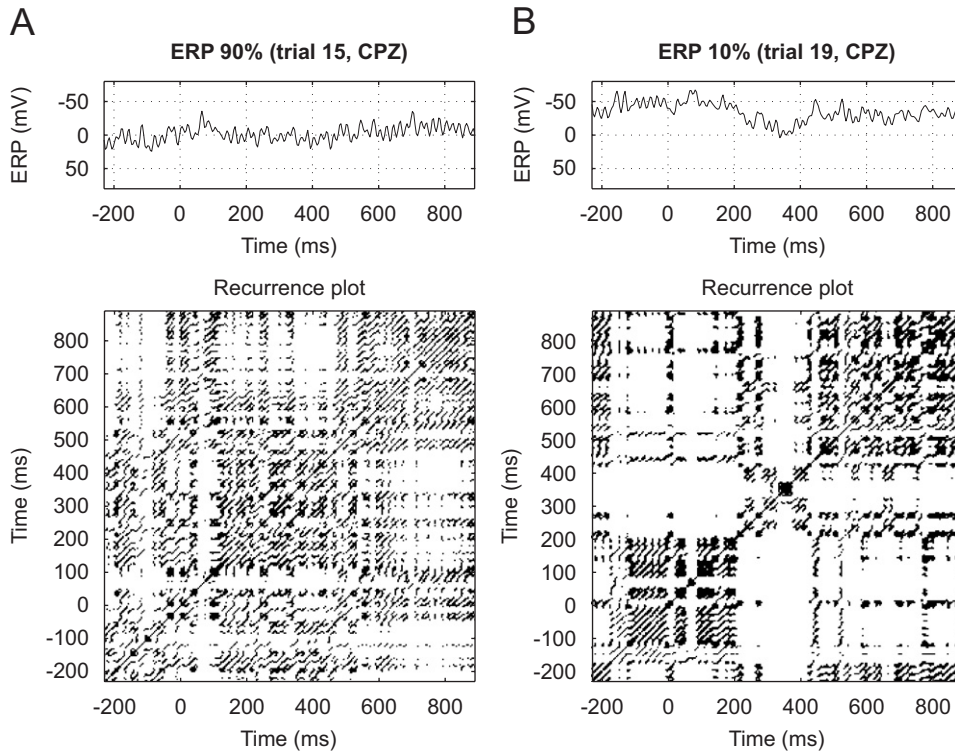 A
ERP 90% (trial 15, CPZ)
-50
0
50
ERP (mV)
-200 0 200 400 600 800
Time (ms)
Recurrence plot
800
700
600
500
400
300
200
100
0
-100
-200
Time (ms)
-200 0 200 400 600 800
Time (ms)
B
ERP 10% (trial 19, CPZ)
-50
0
50
ERP (mV)
-200 0 200 400 600 800
Time (ms)
Recurrence plot
800
700
600
500
400
300
200
100
0
-100
-200
Time (ms)
-200 0 200 400 600 800
Time (ms)